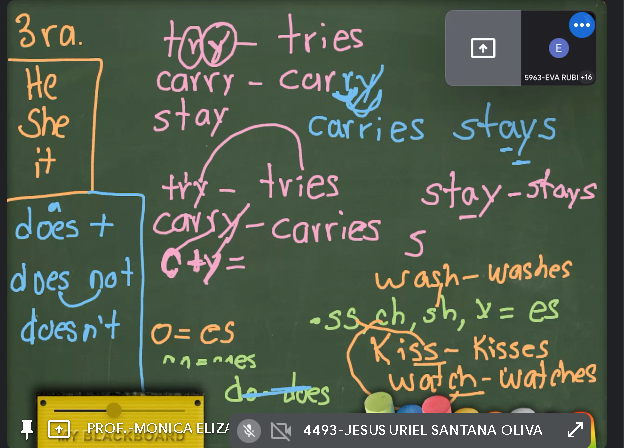 3ra.
He
She
it
does +
does not
doesn't
try - tries
carry - carry
stay
carries stays
try - tries
carry - carries
C + y =
stay - stays
s
wash - washes
- ss, ch, sh, x = es
Kiss - Kisses
watch - watches
o = es
do - does
E
5963-EVA RUBI +16
MY BLACKBOARD
PROF.-MONICA ELIZA
4493-JESUS URIEL SANTANA OLIVA